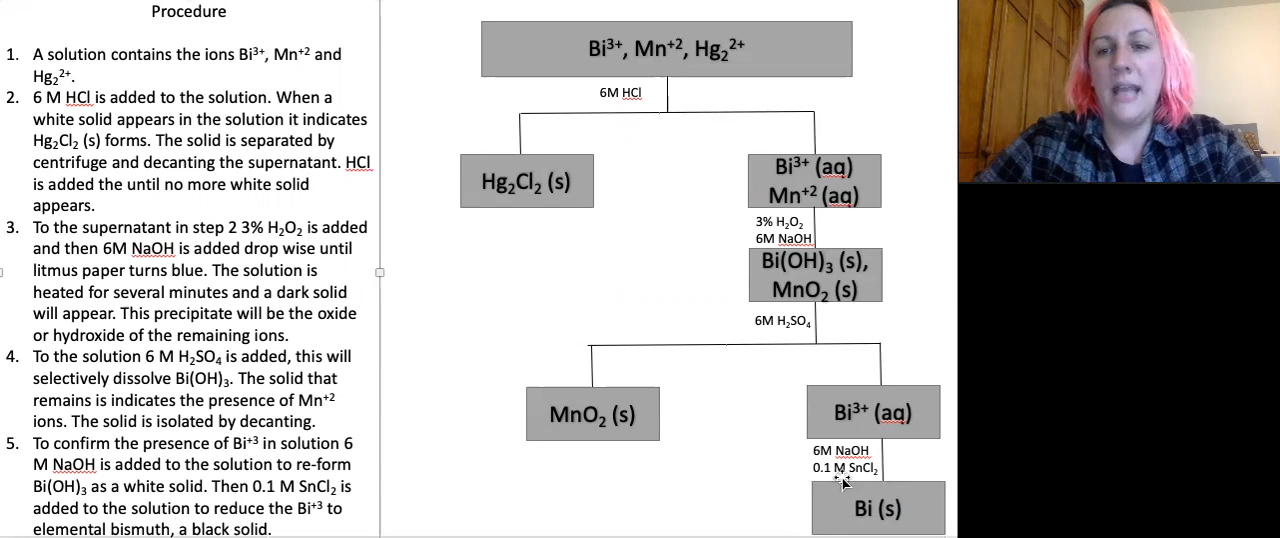 Procedure
1. A solution contains the ions Bi³⁺, Mn⁺² and
Hg₂²⁺.
2. 6 M HCl is added to the solution. When a
white solid appears in the solution it indicates
Hg₂Cl₂ (s) forms. The solid is separated by
centrifuge and decanting the supernatant. HCl
is added the until no more white solid
appears.
3. To the supernatant in step 2 3% H₂O₂ is added
and then 6M NaOH is added drop wise until
litmus paper turns blue. The solution is
heated for several minutes and a dark solid
will appear. This precipitate will be the oxide
or hydroxide of the remaining ions.
4. To the solution 6 M H₂SO₄ is added, this will
selectively dissolve Bi(OH)₃. The solid that
remains is indicates the presence of Mn⁺²
ions. The solid is isolated by decanting.
5. To confirm the presence of Bi⁺³ in solution 6
M NaOH is added to the solution to re-form
Bi(OH)₃ as a white solid. Then 0.1 M SnCl₂ is
added to the solution to reduce the Bi⁺³ to
elemental bismuth, a black solid.
Bi³⁺, Mn⁺², Hg₂²⁺
6M HCl
Hg₂Cl₂ (s)
Bi³⁺ (aq)
Mn⁺² (aq)
3% H₂O₂
6M NaOH
Bi(OH)₃ (s),
MnO₂ (s)
6M H₂SO₄
MnO₂ (s)
Bi³⁺ (aq)
6M NaOH
0.1 M SnCl₂
Bi (s)